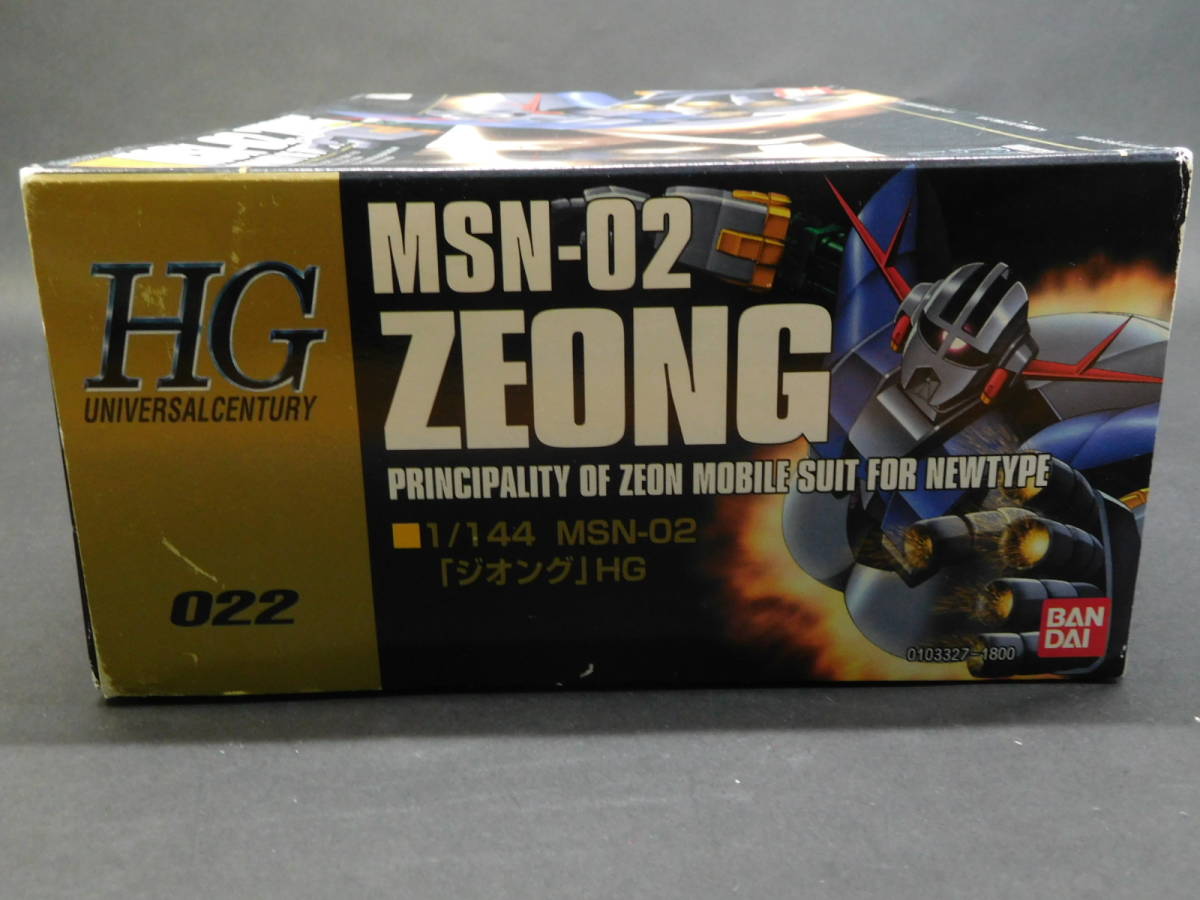 HG
UNIVERSALCENTURY
022
MSN-02
ZEONG
PRINCIPALITY OF ZEON MOBILE SUIT FOR NEWTYPE
1/144 MSN-02
「ジオング」HG
0103327-1800
BAN
DAI